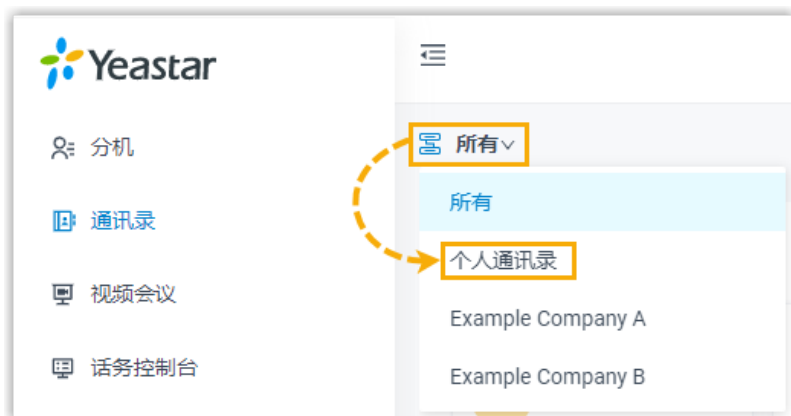 Yeastar
分机
通讯录
视频会议
话务控制台
所有
所有
个人通讯录
Example Company A
Example Company B